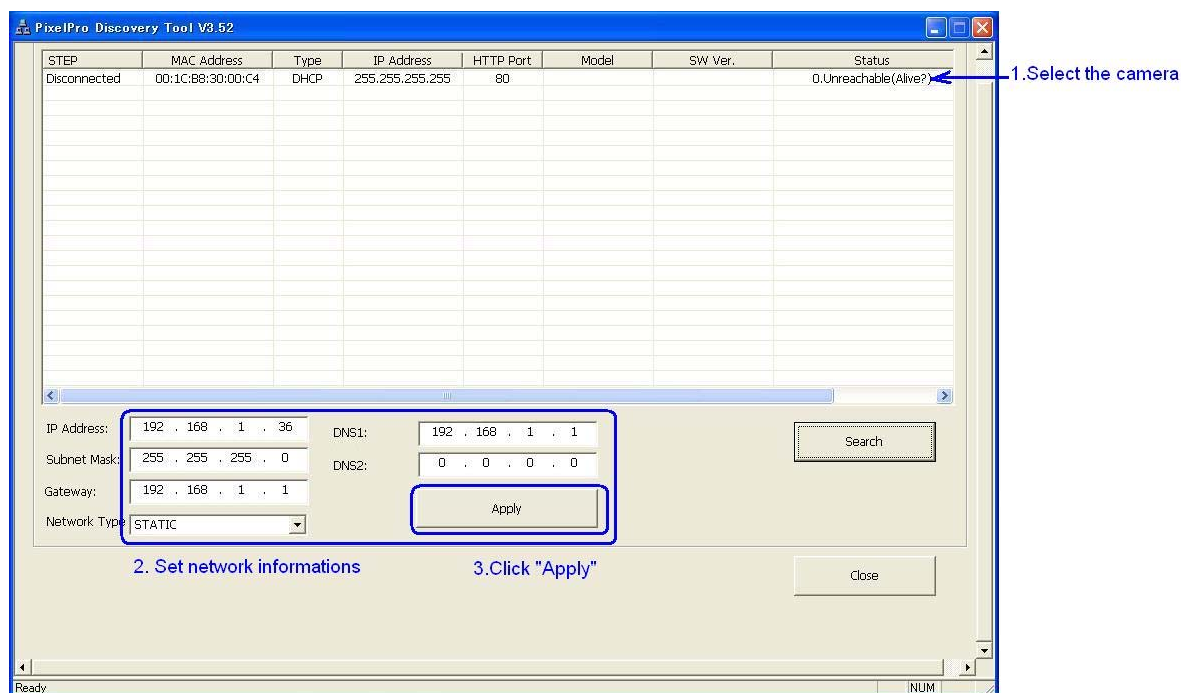 PixelPro Discovery Tool V3.52
STEP MAC Address Type IP Address HTTP Port Model SW Ver. Status
Disconnected 00:1C:B8:30:00:C4 DHCP 255.255.255.255 80 0.Unreachable(Alive?)
1.Select the camera
IP Address: 192 . 168 . 1 . 36 DNS1: 192 . 168 . 1 . 1
Search
Subnet Mask: 255 . 255 . 255 . 0 DNS2: 0 . 0 . 0 . 0
Gateway: 192 . 168 . 1 . 1
Apply
Network Type STATIC
2. Set network informations
3.Click "Apply"
Close
Ready NUM